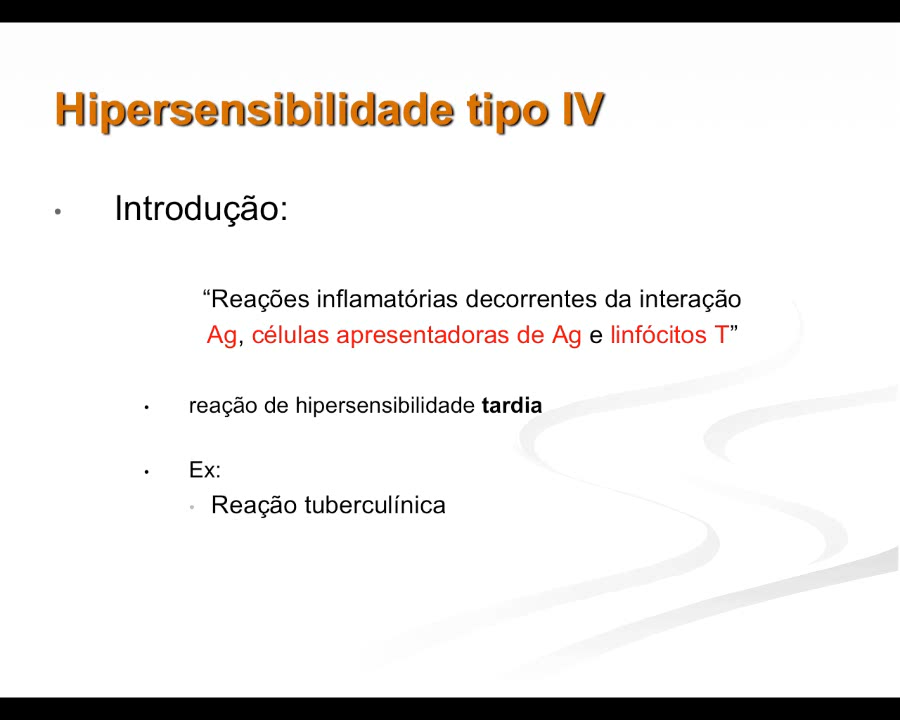 Hipersensibilidade tipo IV
• Introdução:
“Reações inflamatórias decorrentes da interação
Ag, células apresentadoras de Ag e linfócitos T”
• reação de hipersensibilidade tardia
• Ex:
• Reação tuberculínica